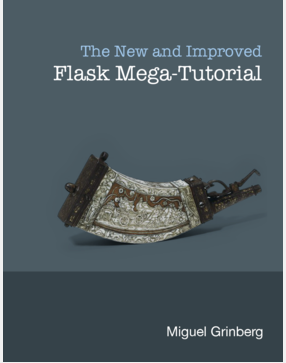 The New and Improved
Flask Mega-Tutorial
Miguel Grinberg